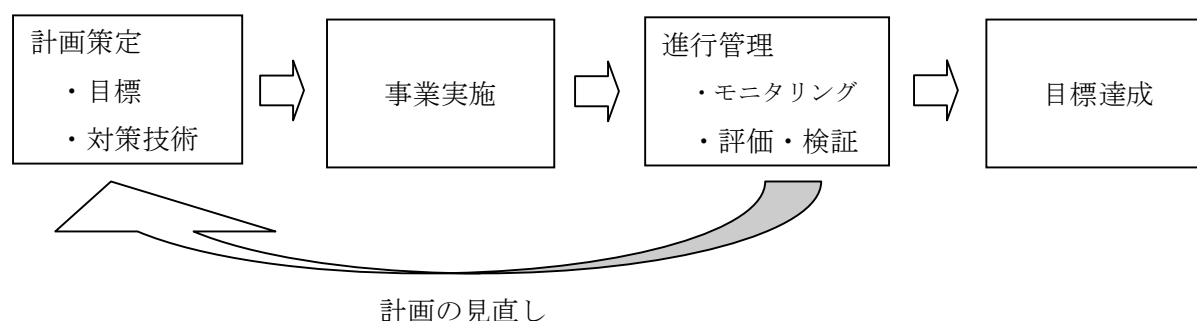 計画策定
・目標
・対策技術
事業実施
進行管理
・モニタリング
・評価・検証
目標達成
計画の見直し